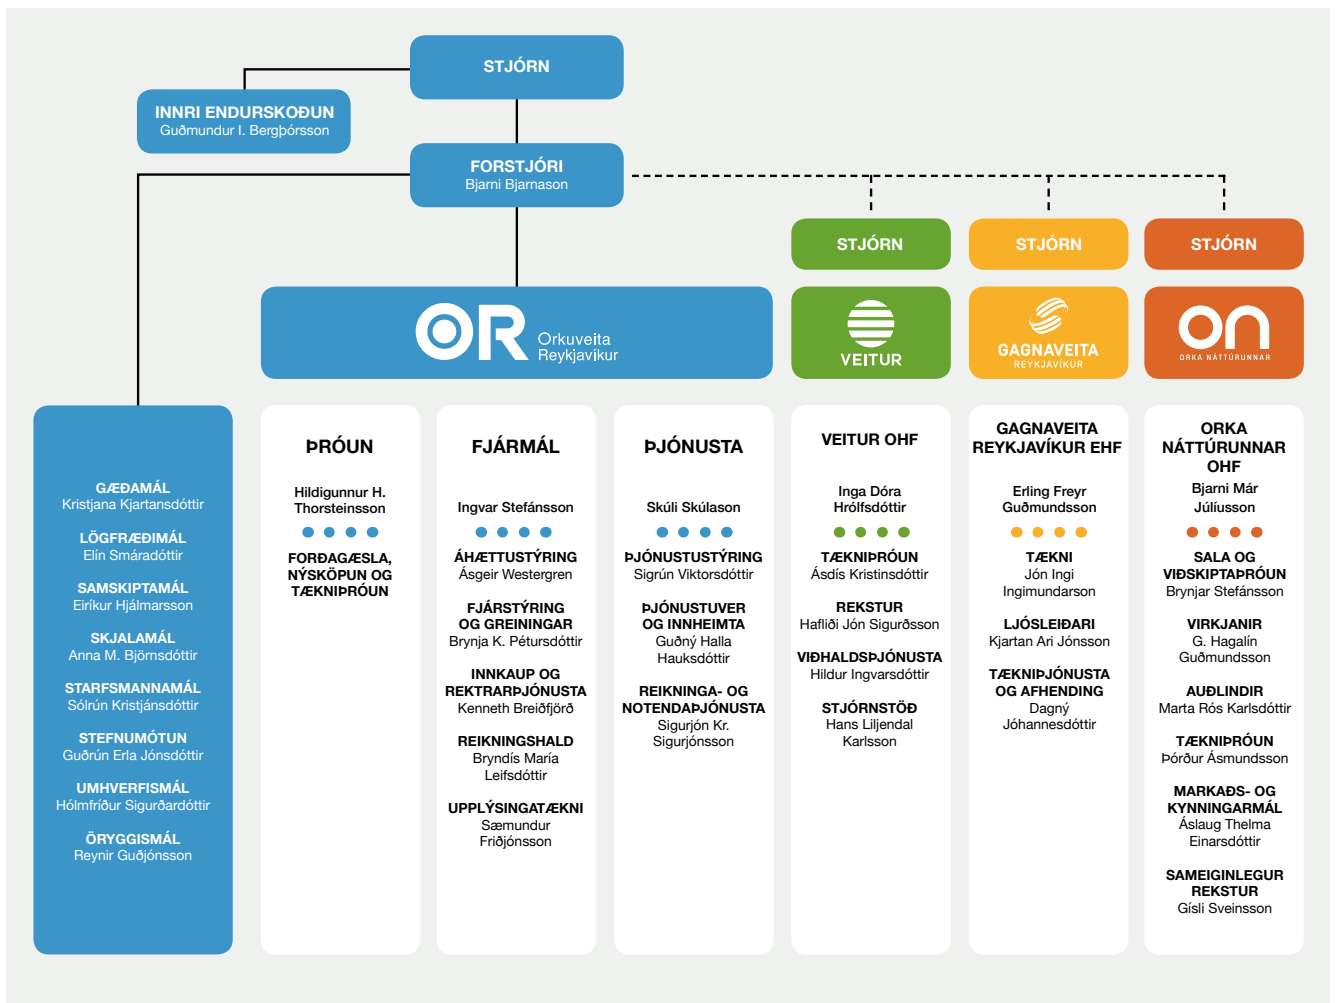 STJÓRN
INNRI ENDURSKOÐUN
Guðmundur I. Bergþórsson
FORSTJÓRI
Bjarni Bjarnason
STJÓRN
STJÓRN
STJÓRN
OR Orkuveita
Reykjavíkur
VEITUR
GAGNAVEITA
REYKJAVÍKUR
on
ORKA NÁTTÚRUNNAR
GÆÐAMÁL
Kristjana Kjartansdóttir
LÖGFRÆÐIMÁL
Elín Smáradóttir
SAMSKIPTAMÁL
Eiríkur Hjálmarsson
SKJALAMÁL
Anna M. Björnsdóttir
STARFSMANNAMÁL
Sólrún Kristjánsdóttir
STEFNUMÓTUN
Guðrún Erla Jónsdóttir
UMHVERFISMÁL
Hólmfríður Sigurðardóttir
ÖRYGGISMÁL
Reynir Guðjónsson
ÞRÓUN
Hildigunnur H.
Thorsteinsson
FORÐAGÆSLA,
NÝSKÖPUN OG
TÆKNIÞRÓUN
FJÁRMÁL
Ingvar Stefánsson
ÁHÆTTUSTÝRING
Ásgeir Westergren
FJÁRSTÝRING
OG GREININGAR
Brynja K. Pétursdóttir
INNKAUP OG
REKTRARÞJÓNUSTA
Kenneth Breiðfjörð
REIKNINGSHALD
Bryndís María
Leifsdóttir
UPPLÝSINGATÆKNI
Sæmundur
Friðjónsson
ÞJÓNUSTA
Skúli Skúlason
ÞJÓNUSTUSTÝRING
Sigrún Viktorsdóttir
ÞJÓNUSTUVER
OG INNHEIMTA
Guðný Halla
Hauksdóttir
REIKNINGA- OG
NOTENDAÞJÓNUSTA
Sigurjón Kr.
Sigurjónsson
VEITUR OHF
Inga Dóra
Hrólfsdóttir
TÆKNIÞRÓUN
Ásdís Kristinsdóttir
REKSTUR
Hafliði Jón Sigurðsson
VIÐHALDSÞJÓNUSTA
Hildur Ingvarsdóttir
STJÓRNSTÖÐ
Hans Liljendal
Karlsson
GAGNAVEITA
REYKJAVÍKUR EHF
Erling Freyr
Guðmundsson
TÆKNI
Jón Ingi
Ingimundarson
LJÓSLEIÐARI
Kjartan Ari Jónsson
TÆKNIÞJÓNUSTA
OG AFHENDING
Dagný
Jóhannesdóttir
ORKA
NÁTTÚRUNNAR
OHF
Bjarni Már
Júlíusson
SALA OG
VIÐSKIPTAÞRÓUN
Brynjar Stefánsson
VIRKJANIR
G. Hagalín
Guðmundsson
AUÐLINDIR
Marta Rós Karlsdóttir
TÆKNIÞRÓUN
Þórður Ásmundsson
MARKAÐS- OG
KYNNINGARMÁL
Áslaug Thelma
Einarsdóttir
SAMEIGINLEGUR
REKSTUR
Gísli Sveinsson